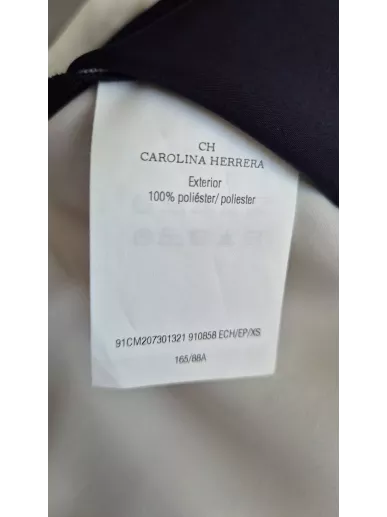 CH
CAROLINA HERRERA
Exterior
100% poliéster/ poliester
91CM207301321 910858 ECH/EP/XS
165/88A